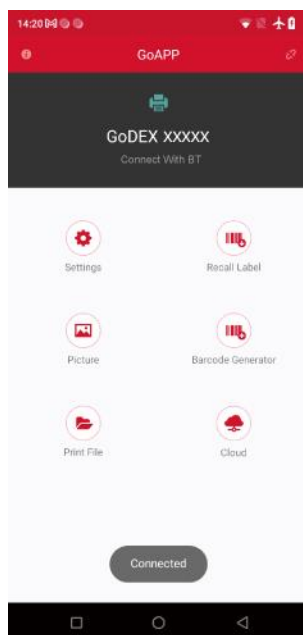 14:20
GoAPP
GoDEX XXXXX
Connect With BT
Settings
Recall Label
Picture
Barcode Generator
Print File
Cloud
Connected